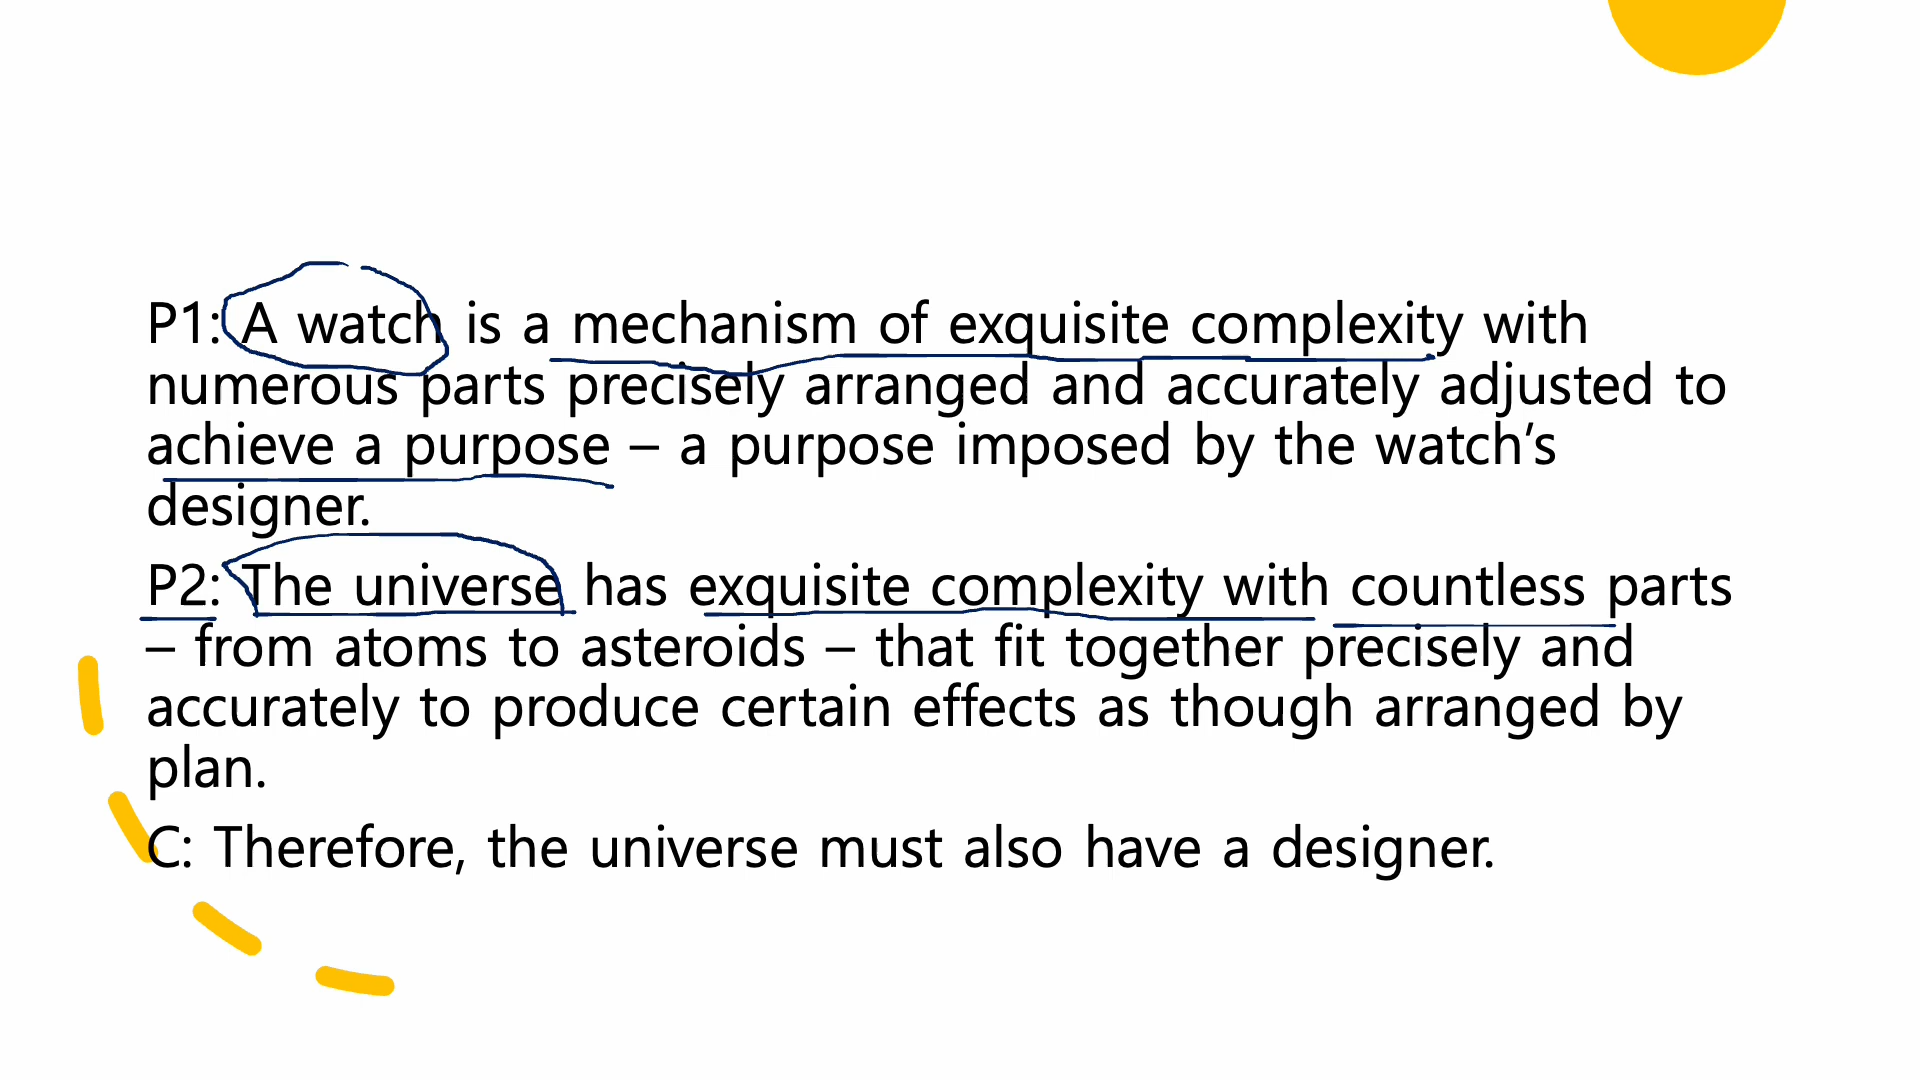 P1: A watch is a mechanism of exquisite complexity with
numerous parts precisely arranged and accurately adjusted to
achieve a purpose – a purpose imposed by the watch’s
designer.
P2: The universe has exquisite complexity with countless parts
– from atoms to asteroids – that fit together precisely and
accurately to produce certain effects as though arranged by
plan.
C: Therefore, the universe must also have a designer.